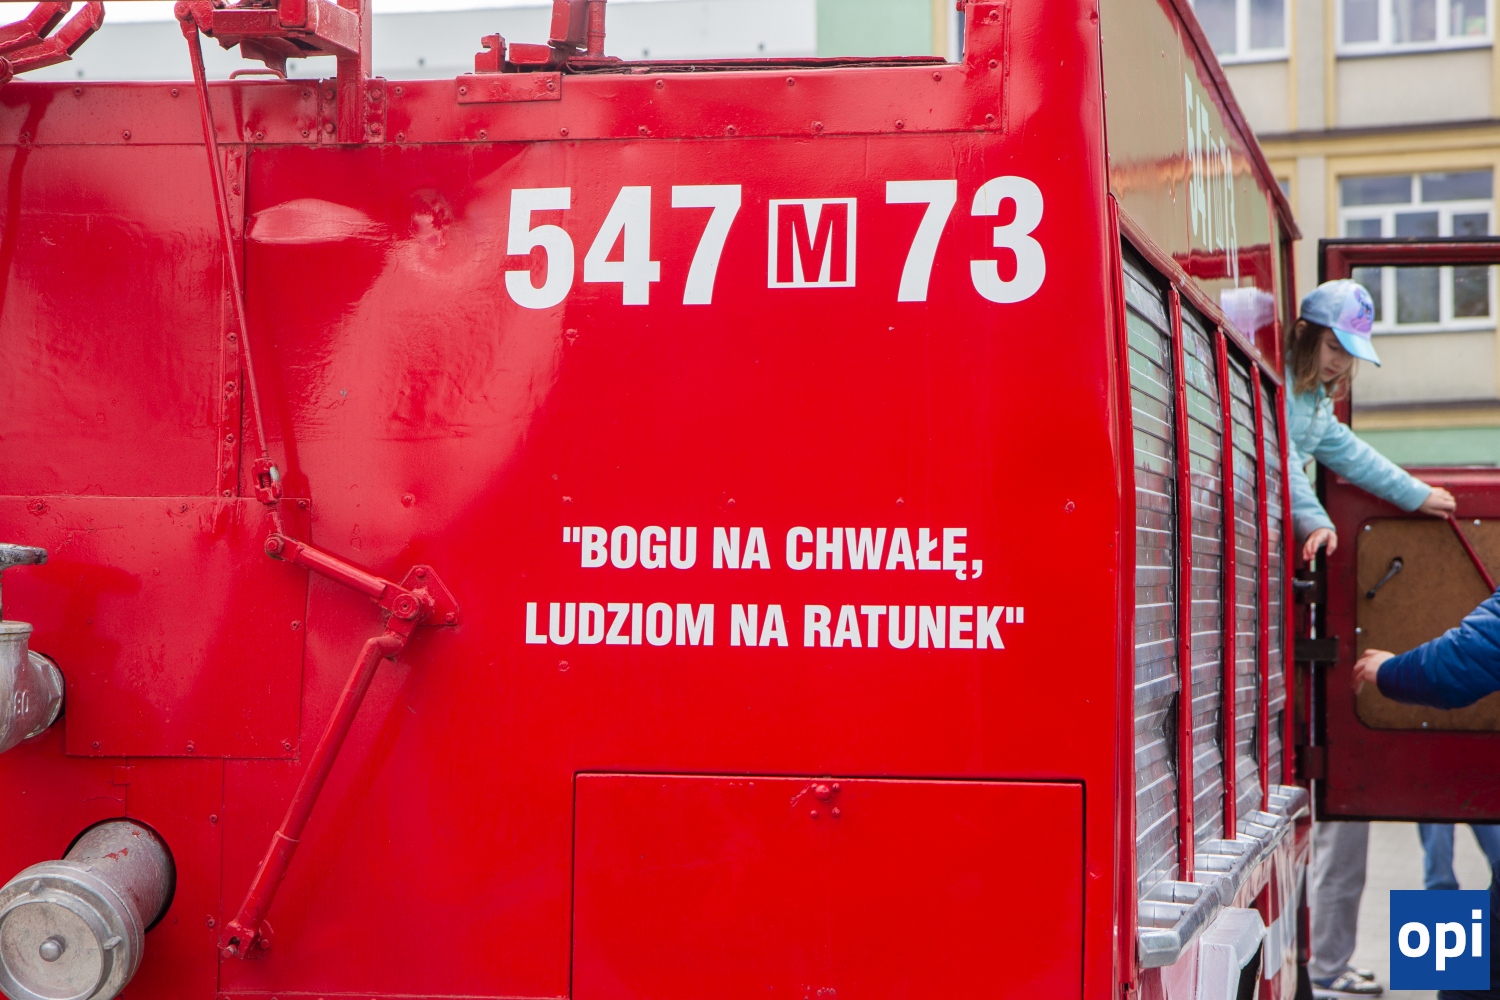 547 M 73
"BOGU NA CHWAŁĘ,
LUDZIOM NA RATUNEK"
opi